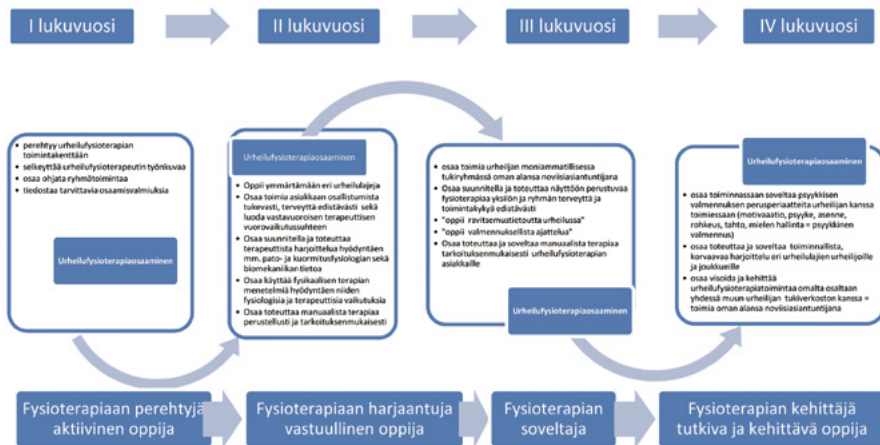 I lukuvuosi
II lukuvuosi
III lukuvuosi
IV lukuvuosi
• perehtyy urheilufysioterapian
toimintakenttään
• selkeyttää urheilufysioterapeutin työnkuvaa
• osaa ohjata ryhmätoimintaa
• tiedostaa tarvittavia osaamisvalmiuksia
Urheilufysioterapiaosaaminen
Urheilufysioterapiaosaaminen
• Oppii ymmärtämään eri urheilulajeja
• Osaa toimia asiakkaan osallistumista
tukevasti, terveyttä edistävästi sekä
luoda vastavuoroisen terapeuttisen
vuorovaikutussuhteen
• Osaa suunnitella ja toteuttaa
terapeuttista harjoittelua hyödyntäen
mm. pato- ja kuormitusfysiologian sekä
biomekaniikan tietoa
• Osaa käyttää fysikaalisen terapian
menetelmiä hyödyntäen niiden
fysiologisia ja terapeuttisia vaikutuksia
• Osaa toteuttaa manuaalista terapiaa
perustellusti ja tarkoituksenmukaisesti
• osaa toimia urheilijan moniammatillisessa
tukiryhmässä oman alansa noviisiasiantuntijana
• Osaa suunnitella ja toteuttaa näyttöön perustuvaa
fysioterapiaa yksilön ja ryhmän terveyttä ja
toimintakykyä edistävästi
• "oppii ravitsemustietoutta urheilussa"
• "oppii valmennuksellista ajattelua"
• Osaa toteuttaa ja soveltaa manuaalista terapiaa
tarkoituksenmukaisesti urheilufysioterapian
asiakkaille
Urheilufysioterapiaosaaminen
Urheilufysioterapiaosaaminen
• osaa toiminnassaan soveltaa psyykkisen
valmennuksen perusperiaatteita urheilijan kanssa
toimiessaan (motivaatio, psyyke, asenne,
rohkeus, tahto, mielen hallinta = psyykkinen
valmennus)
• osaa toteuttaa ja soveltaa toiminnallista,
korvaavaa harjoittelu eri urheilulajien urheilijoille
ja joukkueille
• osaa visioida ja kehittää
urheilufysioterapiatoimintaa omalta osaltaan
yhdessä muun urheilijan tukiverkoston kanssa =
toimia oman alansa noviisiasiantuntijana
Fysioterapiaan perehtyjä
aktiivinen oppija
Fysioterapiaan harjaantuja
vastuullinen oppija
Fysioterapian
soveltaja
Fysioterapian kehittäjä
tutkiva ja kehittävä oppija